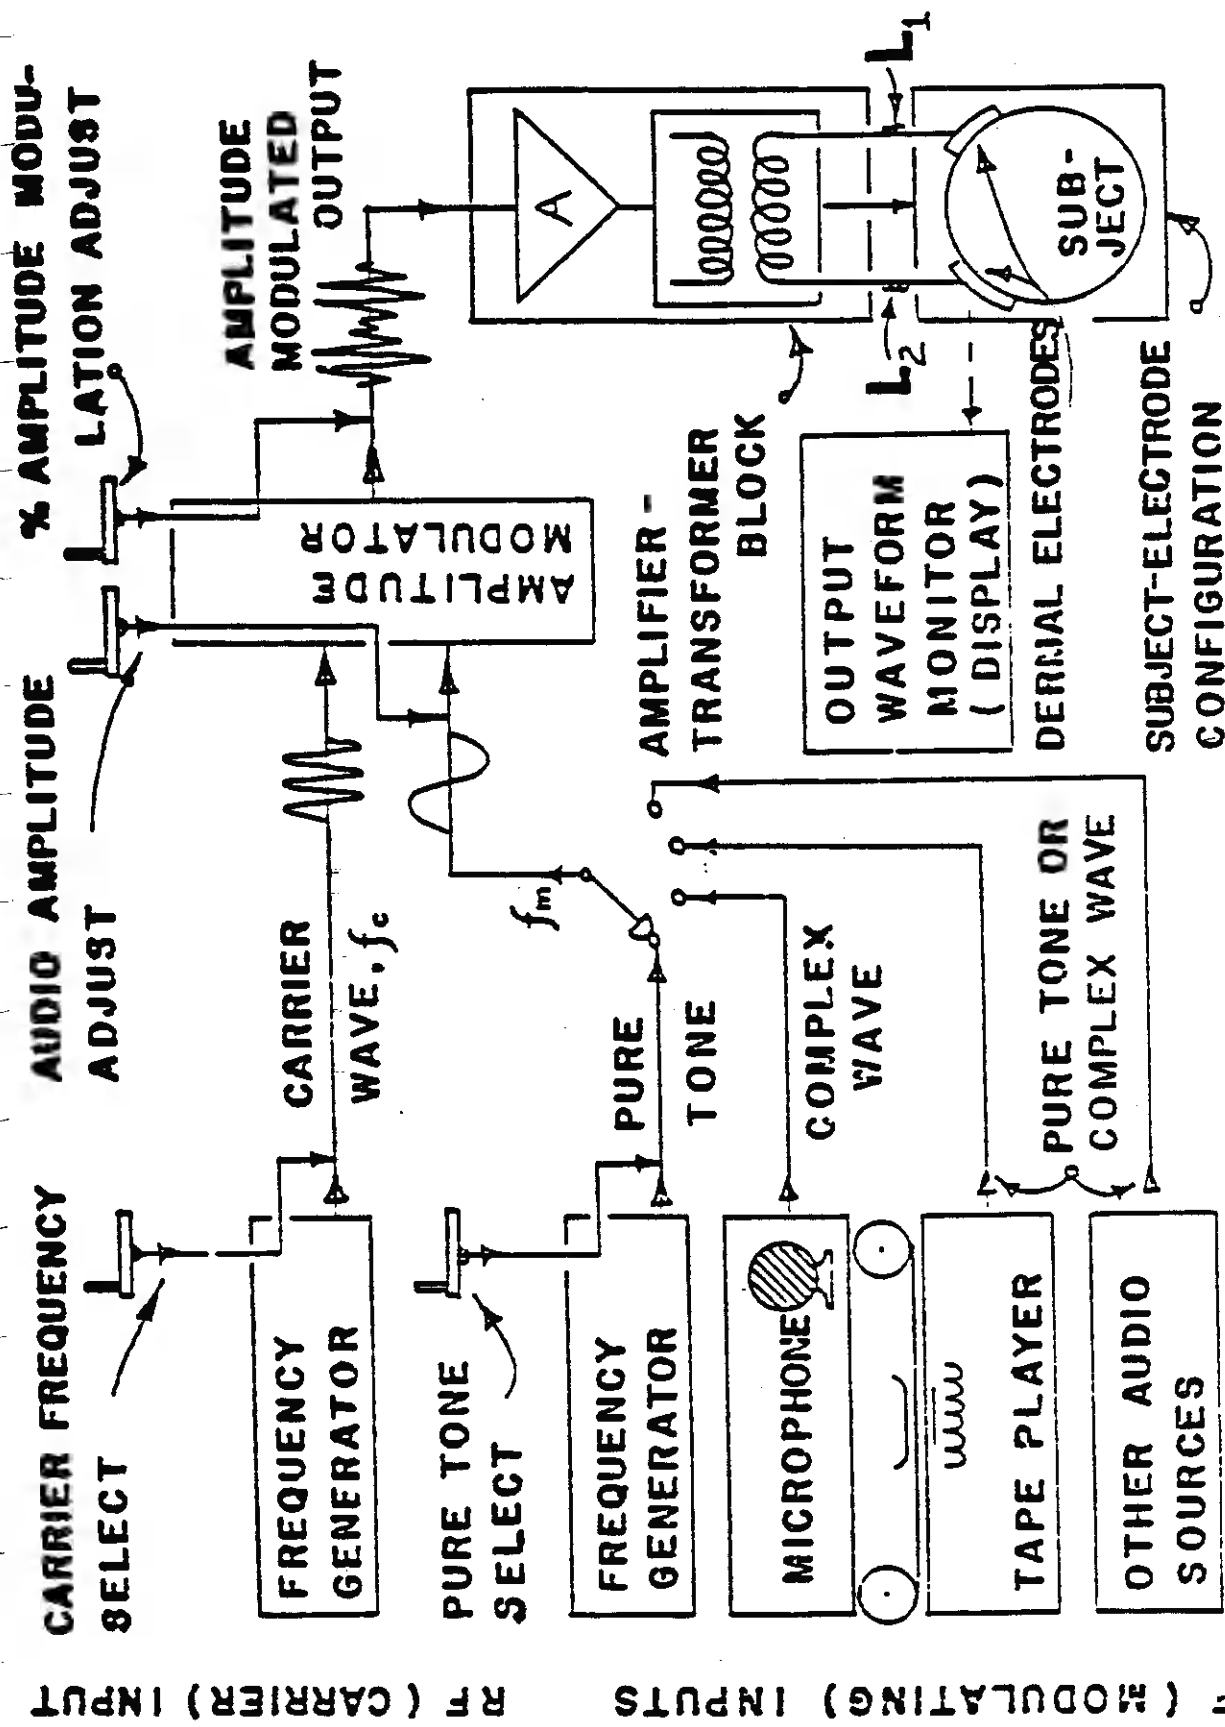 CARRIER FREQUENCY
SELECT
AUDIO AMPLITUDE
ADJUST
% AMPLITUDE MODU-
LATION ADJUST
FREQUENCY
GENERATOR
CARRIER
WAVE, fc
AMPLITUDE
MODULATOR
AMPLITUDE
MODULATED
OUTPUT
PURE TONE
SELECT
FREQUENCY
GENERATOR
PURE
TONE
fm
A
AMPLIFIER-
TRANSFORMER
BLOCK
MICROPHONE
COMPLEX
WAVE
OUTPUT
WAVEFORM
MONITOR
(DISPLAY)
L2
L1
TAPE PLAYER
PURE TONE OR
COMPLEX WAVE
DERMAL ELECTRODES
SUB-
JECT
OTHER AUDIO
SOURCES
SUBJECT-ELECTRODE
CONFIGURATION
RF (CARRIER) INPUT
(MODULATING) INPUTS